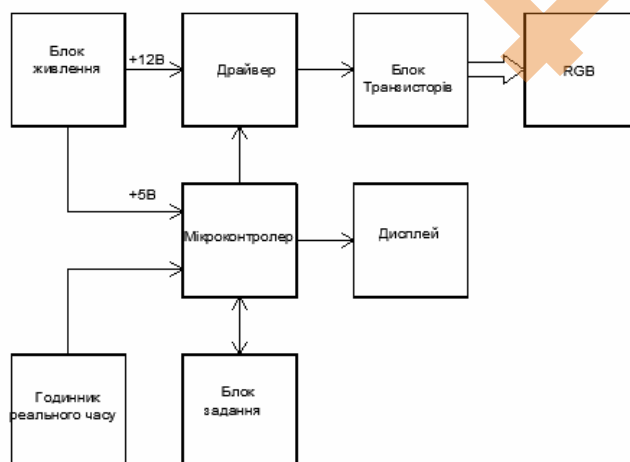 Блок
живлення
+12В
Драйвер
Блок
Транзисторів
RGB
+5В
Мікроконтролер
Дисплей
Годинник
реального часу
Блок
задання